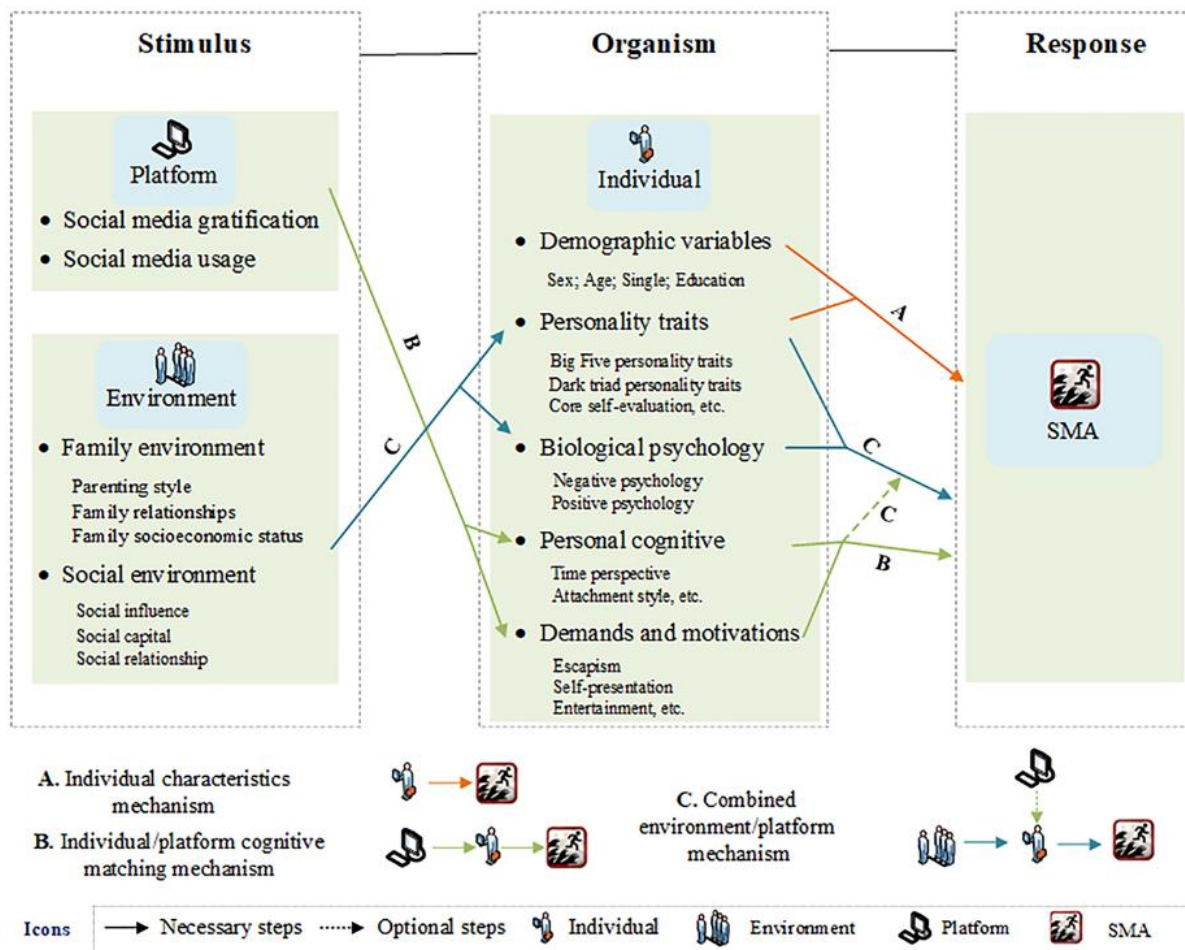 Stimulus
Organism
Response
Platform
• Social media gratification
• Social media usage
Environment
• Family environment
Parenting style
Family relationships
Family socioeconomic status
• Social environment
Social influence
Social capital
Social relationship
B
C
Individual
• Demographic variables
Sex; Age; Single; Education
• Personality traits
Big Five personality traits
Dark triad personality traits
Core self-evaluation, etc.
• Biological psychology
Negative psychology
Positive psychology
• Personal cognitive
Time perspective
Attachment style, etc.
• Demands and motivations
Escapism
Self-presentation
Entertainment, etc.
A
C
C
B
SMA
A. Individual characteristics
mechanism
B. Individual/platform cognitive
matching mechanism
C. Combined
environment/platform
mechanism
Icons
Necessary steps
Optional steps
Individual
Environment
Platform
SMA